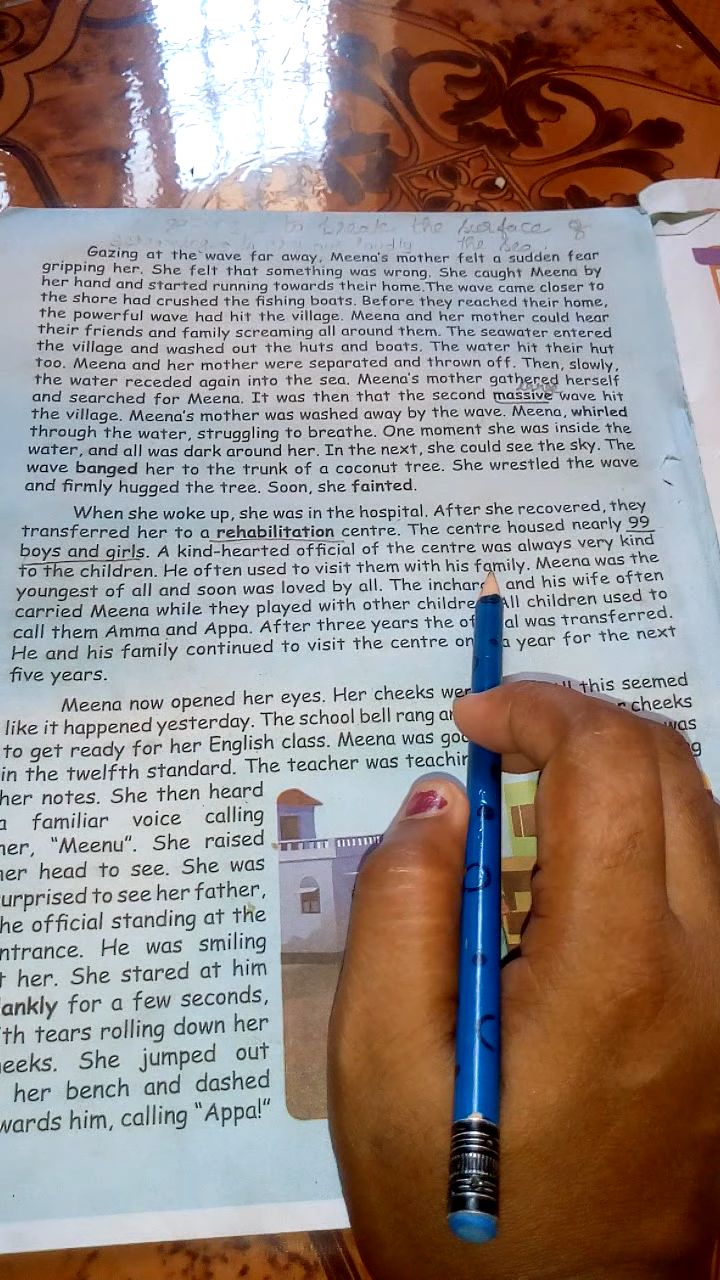 to break the surface of
the sea.
Gazing at the wave far away, Meena's mother felt a sudden fear
gripping her. She felt that something was wrong. She caught Meena by
her hand and started running towards their home.The wave came closer to
the shore had crushed the fishing boats. Before they reached their home,
the powerful wave had hit the village. Meena and her mother could hear
their friends and family screaming all around them. The seawater entered
the village and washed out the huts and boats. The water hit their hut
too. Meena and her mother were separated and thrown off. Then, slowly,
the water receded again into the sea. Meena's mother gathered herself
and searched for Meena. It was then that the second massive wave hit
the village. Meena's mother was washed away by the wave. Meena, whirled
through the water, struggling to breathe. One moment she was inside the
water, and all was dark around her. In the next, she could see the sky. The
wave banged her to the trunk of a coconut tree. She wrestled the wave
and firmly hugged the tree. Soon, she fainted.
When she woke up, she was in the hospital. After she recovered, they
transferred her to a rehabilitation centre. The centre housed nearly 99
boys and girls. A kind-hearted official of the centre was always very kind
to the children. He often used to visit them with his family. Meena was the
youngest of all and soon was loved by all. The inchar and his wife often
carried Meena while they played with other childre All children used to
call them Amma and Appa. After three years the of al was transferred.
He and his family continued to visit the centre on a year for the next
five years.
Meena now opened her eyes. Her cheeks wer all this seemed
like it happened yesterday. The school bell rang an cheeks
to get ready for her English class. Meena was goo was
in the twelfth standard. The teacher was teachin g
her notes. She then heard
a familiar voice calling
her, "Meenu". She raised
her head to see. She was
urprised to see her father,
he official standing at the
ntrance. He was smiling
t her. She stared at him
ankly for a few seconds,
th tears rolling down her
eeks. She jumped out
her bench and dashed
wards him, calling "Appa!"